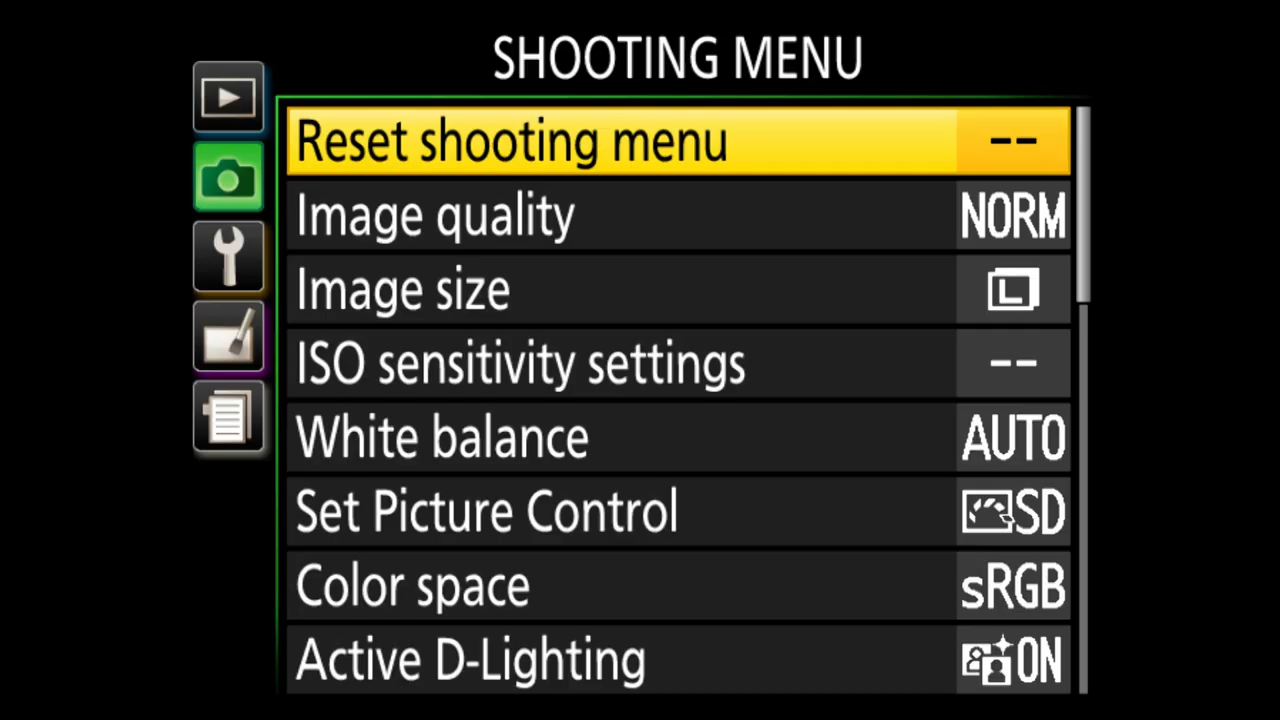 SHOOTING MENU
Reset shooting menu --
Image quality NORM
Image size L
ISO sensitivity settings --
White balance AUTO
Set Picture Control SD
Color space sRGB
Active D-Lighting ON